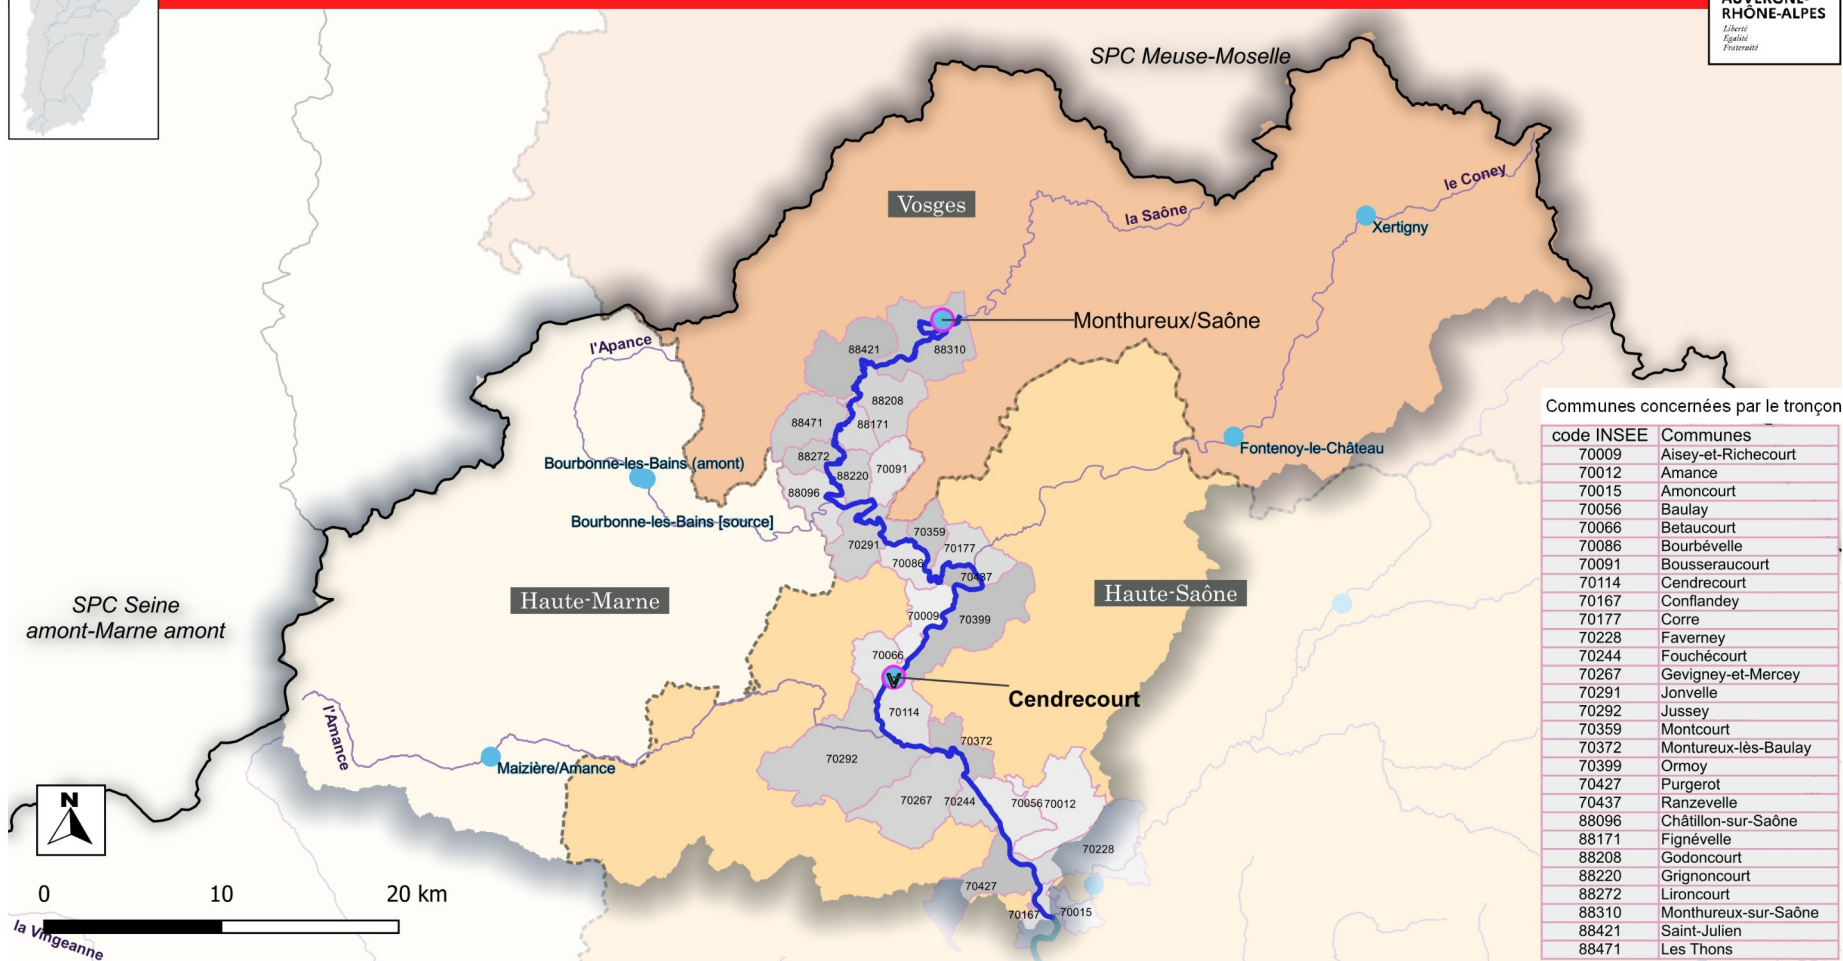 AUVERGNE-
RHÔNE-ALPES
Liberté
Égalité
Fraternité
SPC Meuse-Moselle
le Coney
Vosges
la Saône
Xertigny
Monthureux/Saône
l'Apance
88421
88310
88208
88471
88171
Fontenoy-le-Château
88272
70091
Bourbonne-les-Bains (amont)
88220
88096
Bourbonne-les-Bains [source]
70359
70291
70177
70086
70437
Haute-Marne
Haute-Saône
SPC Seine
amont-Marne amont
70009
70399
70066
V
Cendrecourt
70114
l'Amance
70372
70292
Maizière/Amance
70267
70244
70056
70012
70228
70427
70167
70015
N
0 10 20 km
la Vingeanne
Communes concernées par le tronçon
code INSEE Communes
70009 Aisey-et-Richecourt
70012 Amance
70015 Amoncourt
70056 Baulay
70066 Betaucourt
70086 Bourbévelle
70091 Bousseraucourt
70114 Cendrecourt
70167 Conflandey
70177 Corre
70228 Faverney
70244 Fouchécourt
70267 Gevigney-et-Mercey
70291 Jonvelle
70292 Jussey
70359 Montcourt
70372 Montureux-lès-Baulay
70399 Ormoy
70427 Purgerot
70437 Ranzevelle
88096 Châtillon-sur-Saône
88171 Fignévelle
88208 Godoncourt
88220 Grignoncourt
88272 Lironcourt
88310 Monthureux-sur-Saône
88421 Saint-Julien
88471 Les Thons